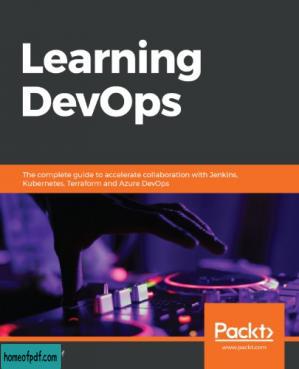 Learning
DevOps
The complete guide to accelerate collaboration with Jenkins,
Kubernetes, Terraform and Azure DevOps
Packt>
www.packt.com
homeofpdf.com